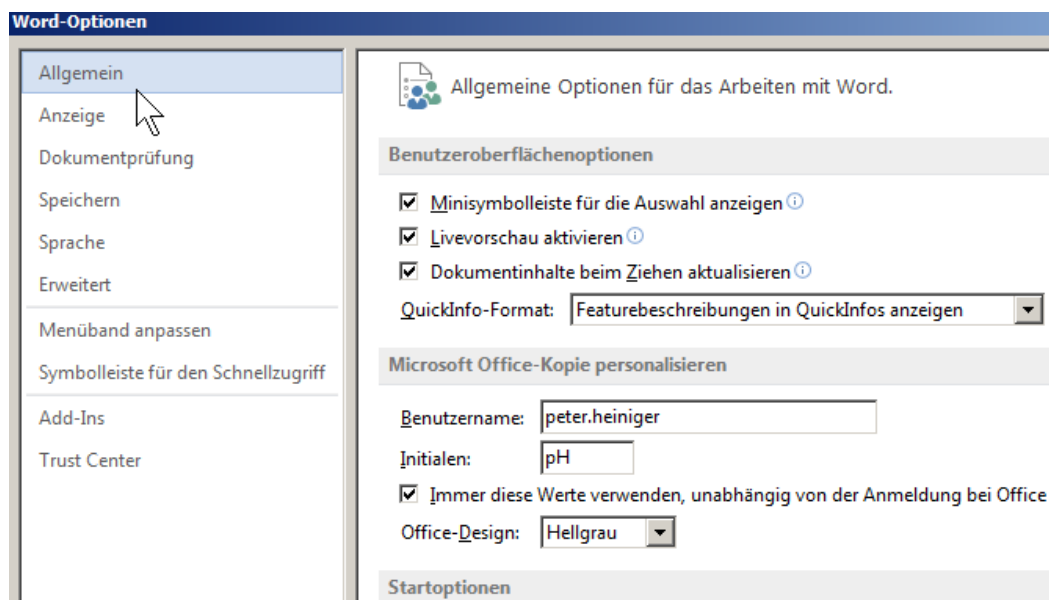 Word-Optionen
Allgemein
Anzeige
Dokumentprüfung
Speichern
Sprache
Erweitert
Menüband anpassen
Symbolleiste für den Schnellzugriff
Add-Ins
Trust Center
Allgemeine Optionen für das Arbeiten mit Word.
Benutzeroberflächenoptionen
Minisymbolleiste für die Auswahl anzeigen
Livevorschau aktivieren
Dokumentinhalte beim Ziehen aktualisieren
QuickInfo-Format: Featurebeschreibungen in QuickInfos anzeigen
Microsoft Office-Kopie personalisieren
Benutzername: peter.heiniger
Initialen: pH
Immer diese Werte verwenden, unabhängig von der Anmeldung bei Office
Office-Design: Hellgrau
Startoptionen